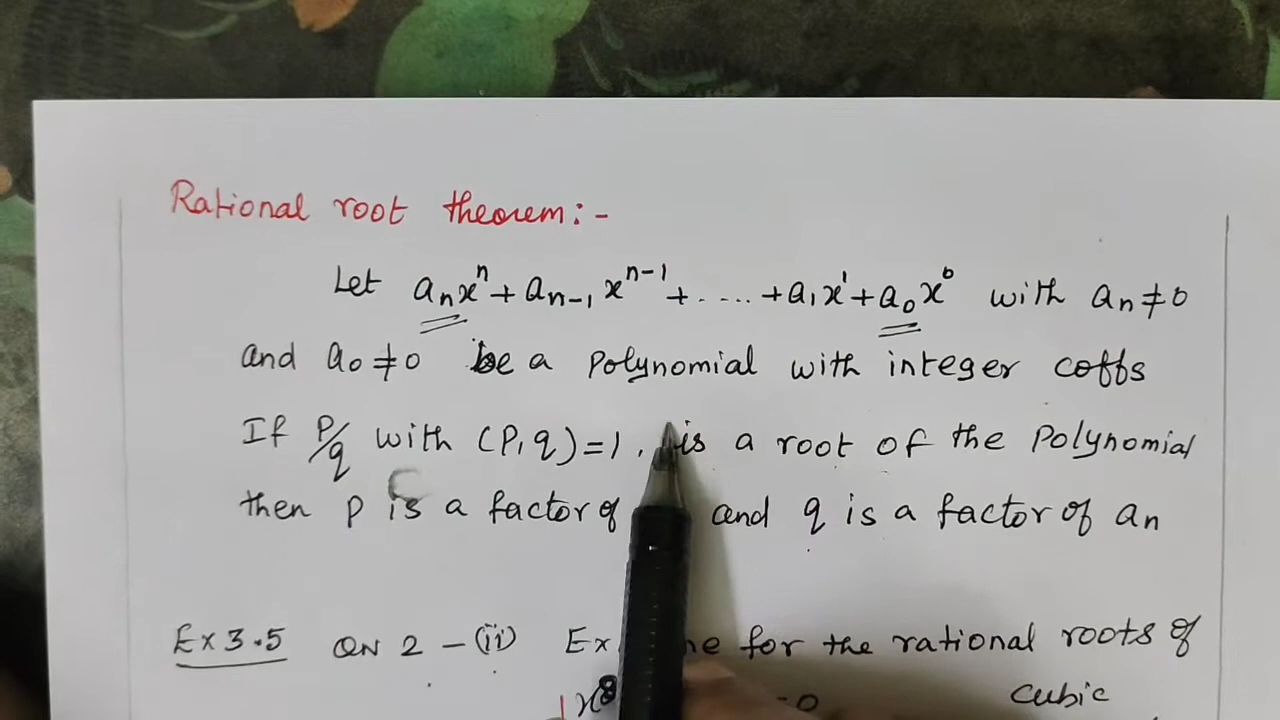 Rational root theorem:-
Let aₙxⁿ+aₙ₋₁ xⁿ⁻¹+.....+a₁x¹+a₀x⁰ with aₙ≠0
and a₀≠0 be a polynomial with integer coffs
If P/q with (P,q)=1, is a root of the polynomial
then P is a factor of and q is a factor of aₙ
Ex 3.5 QN 2 - (ii) for the rational roots of
cubic